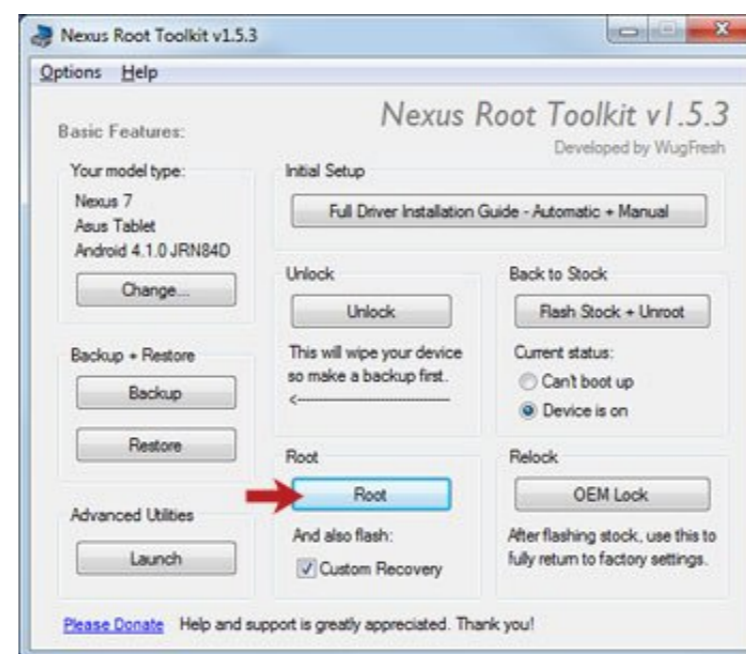 Nexus Root Toolkit v1.5.3
Options Help
Nexus Root Toolkit v1.5.3
Developed by WugFresh
Basic Features:
Your model type:
Nexus 7
Asus Tablet
Android 4.1.0 JRN84D
Change...
Initial Setup
Full Driver Installation Guide - Automatic + Manual
Unlock
Unlock
This will wipe your device
so make a backup first.
<----------------------------
Back to Stock
Flash Stock + Unroot
Current status:
Can't boot up
Device is on
Backup + Restore
Backup
Restore
Root
Root
And also flash:
Custom Recovery
Relock
OEM Lock
After flashing stock, use this to
fully return to factory settings.
Advanced Utilities
Launch
Please Donate Help and support is greatly appreciated. Thank you!